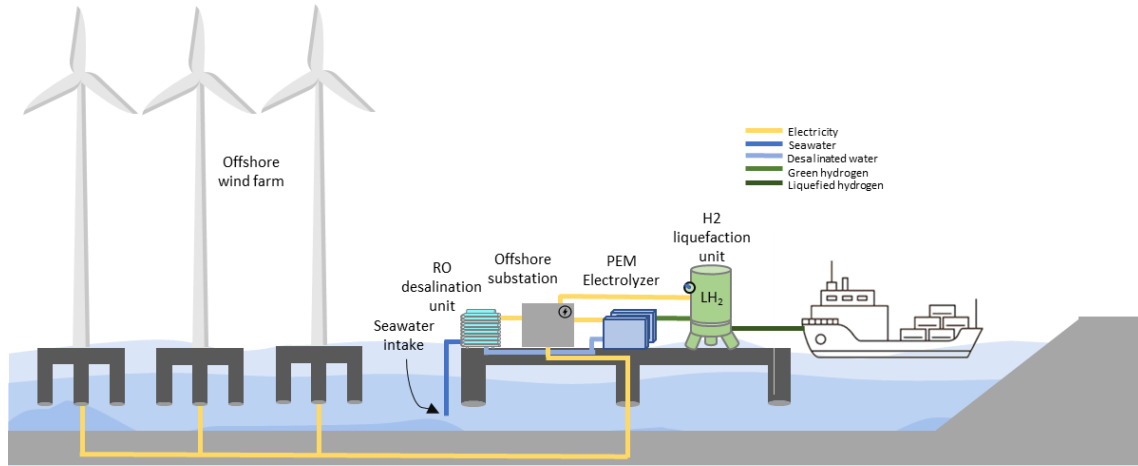 Offshore
wind farm
Electricity
Seawater
Desalinated water
Green hydrogen
Liquefied hydrogen
H2
liquefaction
unit
Offshore
substation
PEM
Electrolyzer
RO
desalination
unit
LH2
Seawater
intake